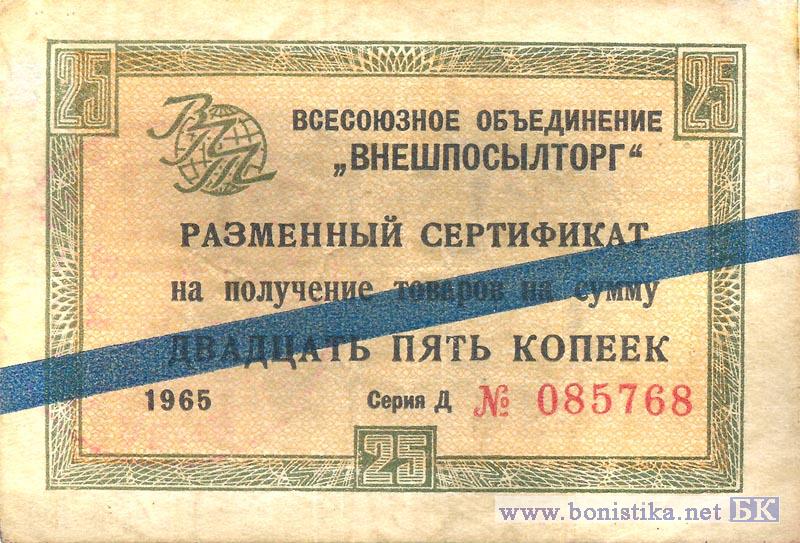 25 25
ВПТ
ВСЕСОЮЗНОЕ ОБЪЕДИНЕНИЕ
„ВНЕШПОСЫЛТОРГ“
РАЗМЕННЫЙ СЕРТИФИКАТ
на получение товаров на сумму
ДВАДЦАТЬ ПЯТЬ КОПЕЕК
1965 Серия Д № 085768
25
www.bonistika.net БК